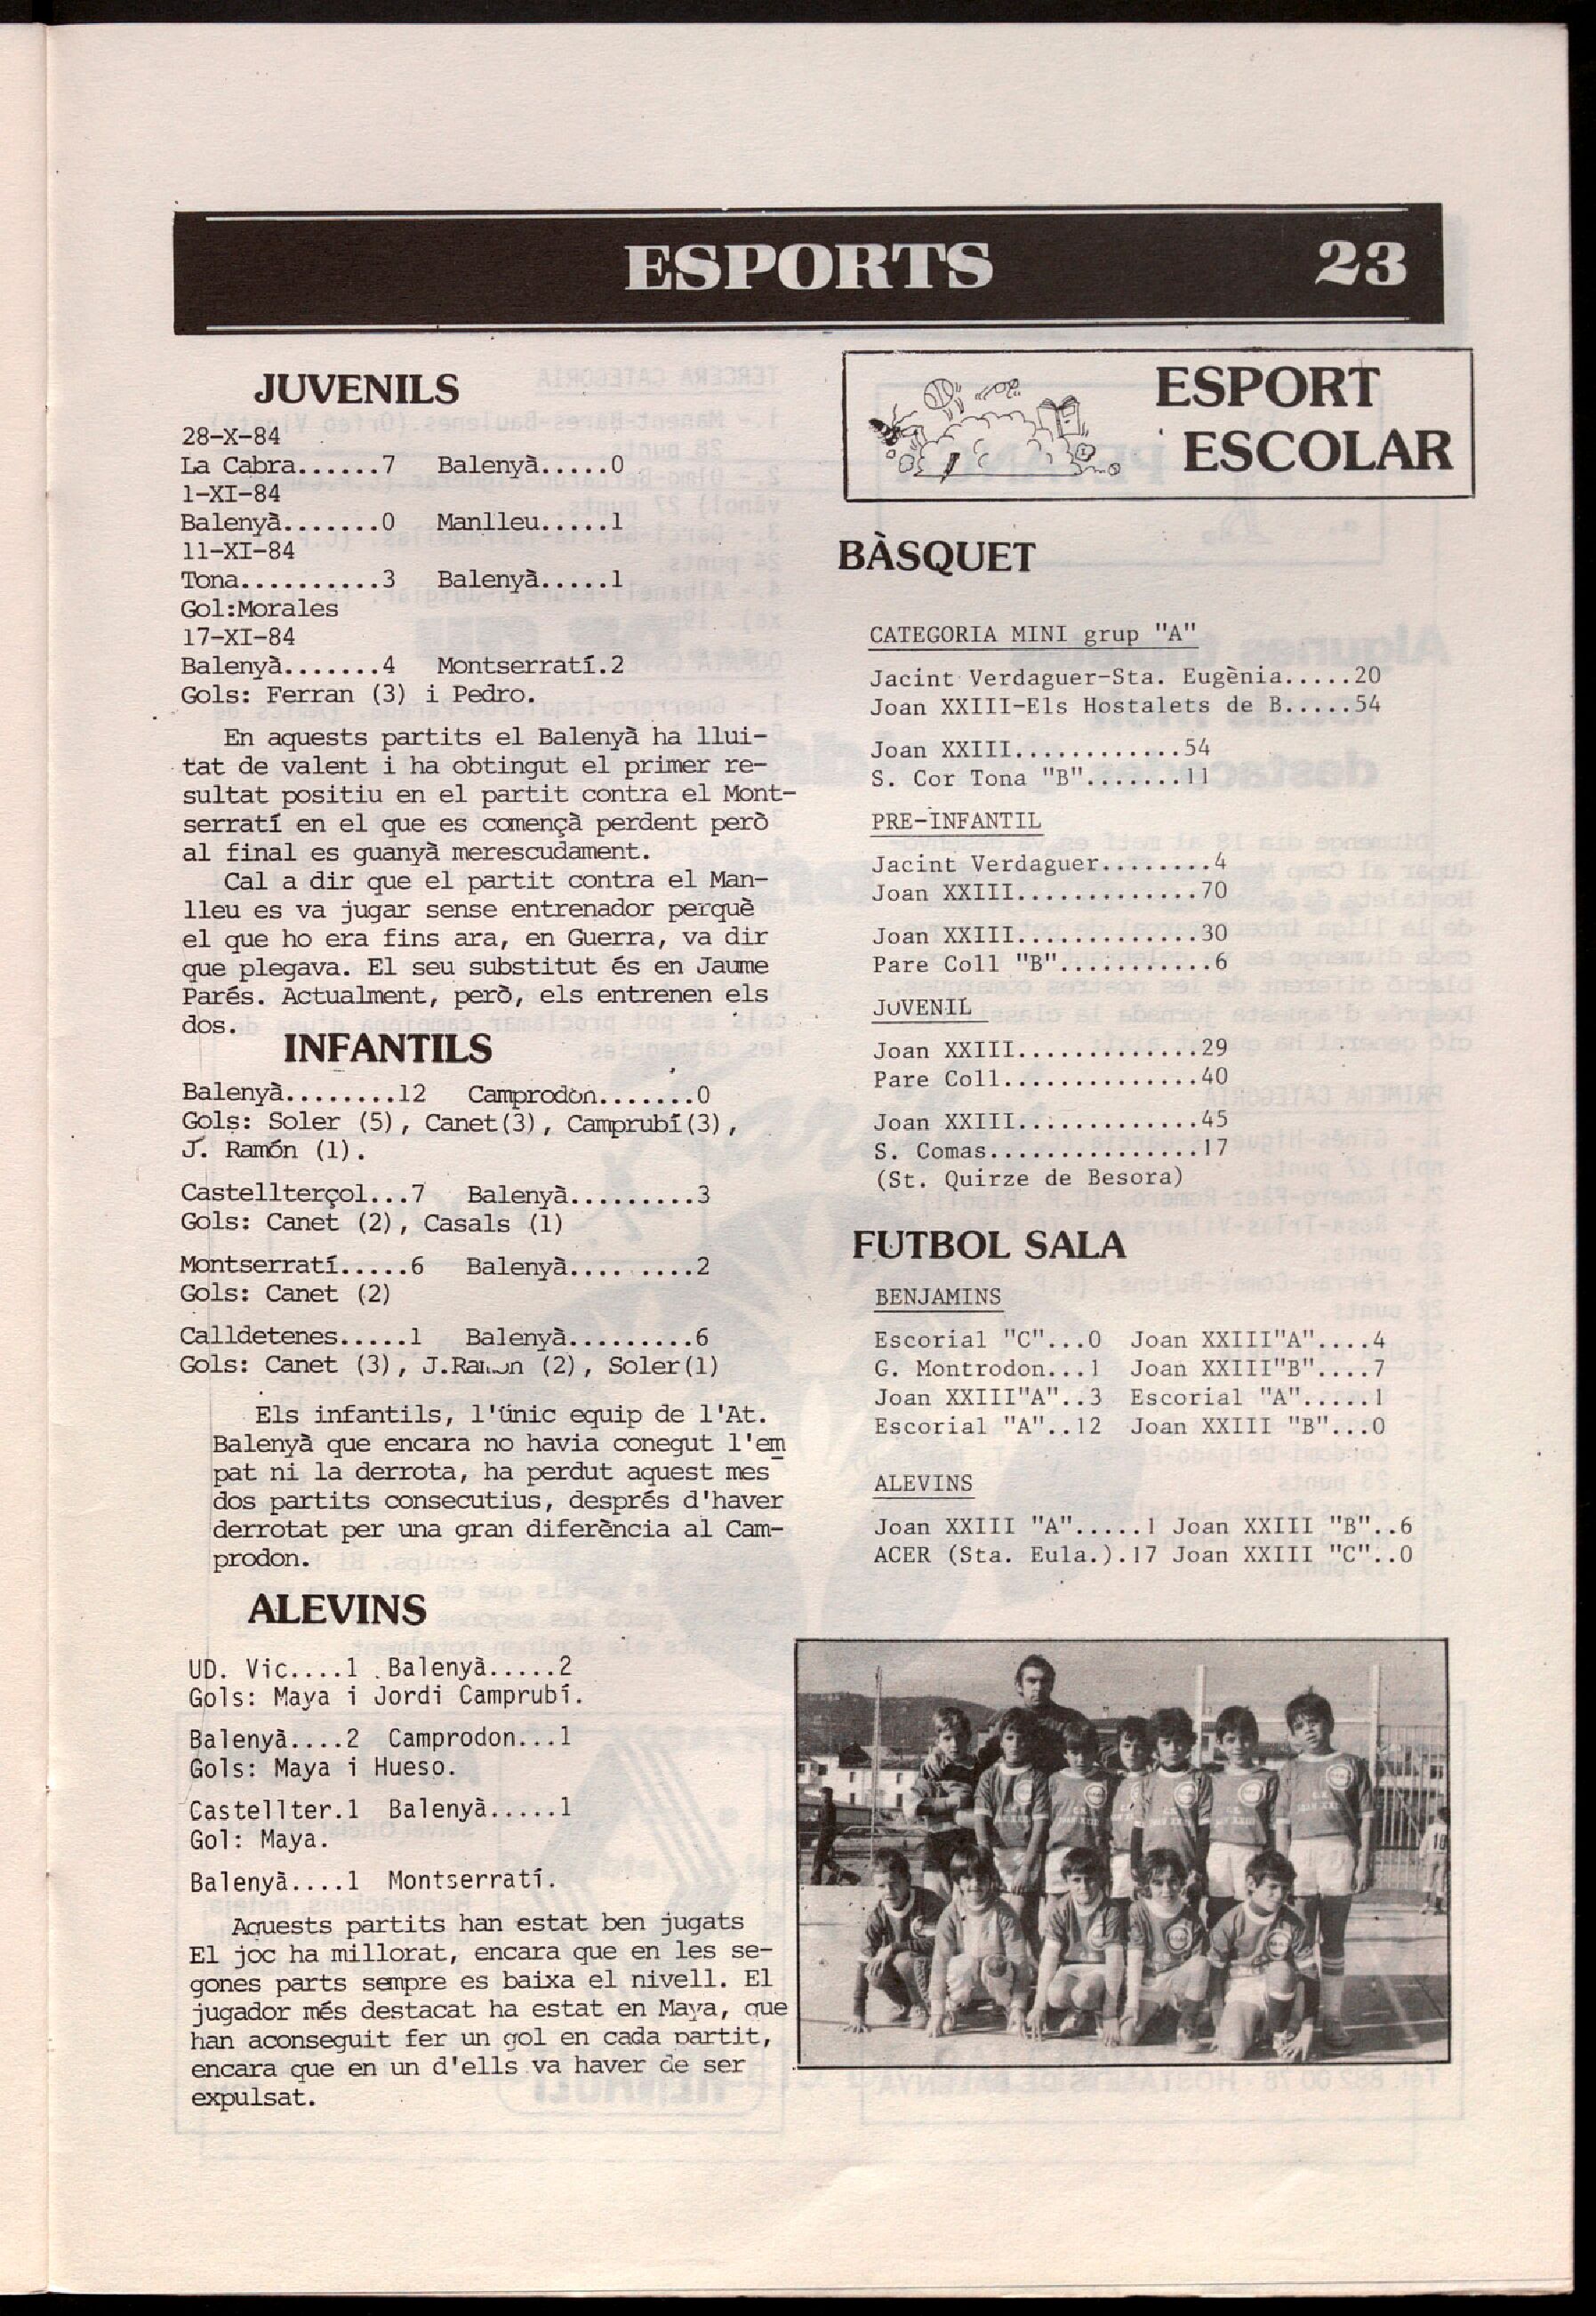 ESPORTS 23
JUVENILS
28-X-84
La Cabra......7 Balenyà.....0
1-XI-84
Balenyà.......0 Manlleu.....1
11-XI-84
Tona..........3 Balenyà.....1
Gol:Morales
17-XI-84
Balenyà.......4 Montserratí.2
Gols: Ferran (3) i Pedro.
En aquests partits el Balenyà ha llui-
tat de valent i ha obtingut el primer re-
sultat positiu en el partit contra el Mont-
serratí en el que es començà perdent però
al final es guanyà merescudament.
Cal a dir que el partit contra el Man-
lleu es va jugar sense entrenador perquè
el que ho era fins ara, en Guerra, va dir
que plegava. El seu substitut és en Jaume
Parés. Actualment, però, els entrenen els
dos.
INFANTILS
Balenyà........12 Camprodon.......0
Gols: Soler (5), Canet(3), Camprubí(3),
J. Ramón (1).
Castellterçol...7 Balenyà.........3
Gols: Canet (2), Casals (1)
Montserratí.....6 Balenyà.........2
Gols: Canet (2)
Calldetenes.....1 Balenyà.........6
Gols: Canet (3), J.Ramon (2), Soler(1)
Els infantils, l'únic equip de l'At.
Balenyà que encara no havia conegut l'em
pat ni la derrota, ha perdut aquest mes
dos partits consecutius, després d'haver
derrotat per una gran diferència al Cam-
prodon.
ALEVINS
UD. Vic....1 Balenyà.....2
Gols: Maya i Jordi Camprubí.
Balenyà....2 Camprodon...1
Gols: Maya i Hueso.
Castellter.1 Balenyà.....1
Gol: Maya.
Balenyà....1 Montserratí.
Aquests partits han estat ben jugats
El joc ha millorat, encara que en les se-
gones parts sempre es baixa el nivell. El
jugador més destacat ha estat en Maya, que
han aconseguit fer un gol en cada partit,
encara que en un d'ells va haver de ser
expulsat.
ESPORT
ESCOLAR
BÀSQUET
CATEGORIA MINI grup "A"
Jacint Verdaguer-Sta. Eugènia.....20
Joan XXIII-Els Hostalets de B.....54
Joan XXIII............54
S. Cor Tona "B".......11
PRE-INFANTIL
Jacint Verdaguer........4
Joan XXIII.............70
Joan XXIII.............30
Pare Coll "B"..........6
JUVENIL
Joan XXIII.............29
Pare Coll..............40
Joan XXIII.............45
S. Comas...............17
(St. Quirze de Besora)
FUTBOL SALA
BENJAMINS
Escorial "C"...0 Joan XXIII"A"....4
G. Montrodon...1 Joan XXIII"B"....7
Joan XXIII"A"..3 Escorial "A".....1
Escorial "A"..12 Joan XXIII "B"...0
ALEVINS
Joan XXIII "A".....1 Joan XXIII "B"..6
ACER (Sta. Eula.).17 Joan XXIII "C"..0
10